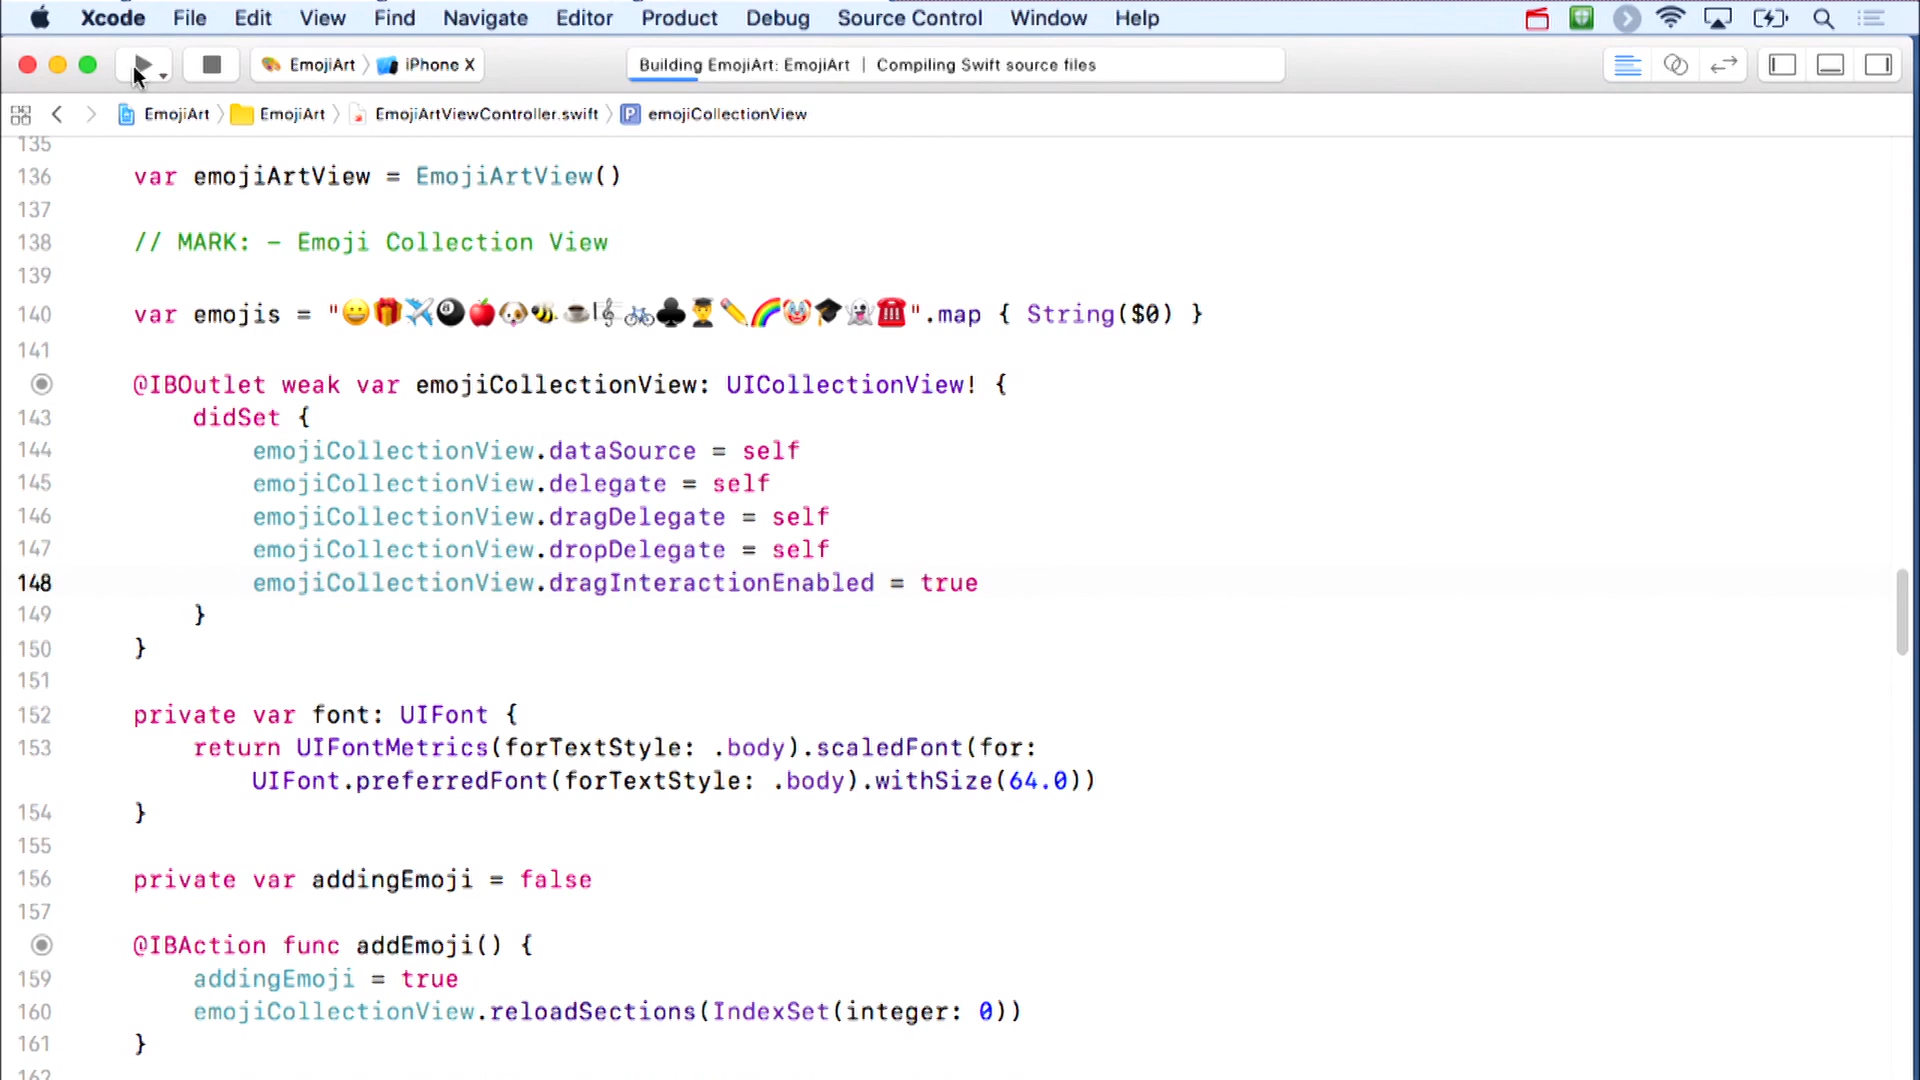 Xcode File Edit View Find Navigate Editor Product Debug Source Control Window Help
EmojiArt iPhone X Building EmojiArt: EmojiArt | Compiling Swift source files
EmojiArt EmojiArt EmojiArtViewController.swift emojiCollectionView
135
136 var emojiArtView = EmojiArtView()
137
138 // MARK: - Emoji Collection View
139
140 var emojis = "😀🎁✈️🎱🍎🐶🐝☕️🎼🚲♣️👨‍🎓✏️🌈🤡🎓👻☎️".map { String($0) }
141
@IBOutlet weak var emojiCollectionView: UICollectionView! {
143 didSet {
144 emojiCollectionView.dataSource = self
145 emojiCollectionView.delegate = self
146 emojiCollectionView.dragDelegate = self
147 emojiCollectionView.dropDelegate = self
148 emojiCollectionView.dragInteractionEnabled = true
149 }
150 }
151
152 private var font: UIFont {
153 return UIFontMetrics(forTextStyle: .body).scaledFont(for:
UIFont.preferredFont(forTextStyle: .body).withSize(64.0))
154 }
155
156 private var addingEmoji = false
157
@IBAction func addEmoji() {
159 addingEmoji = true
160 emojiCollectionView.reloadSections(IndexSet(integer: 0))
161 }
162